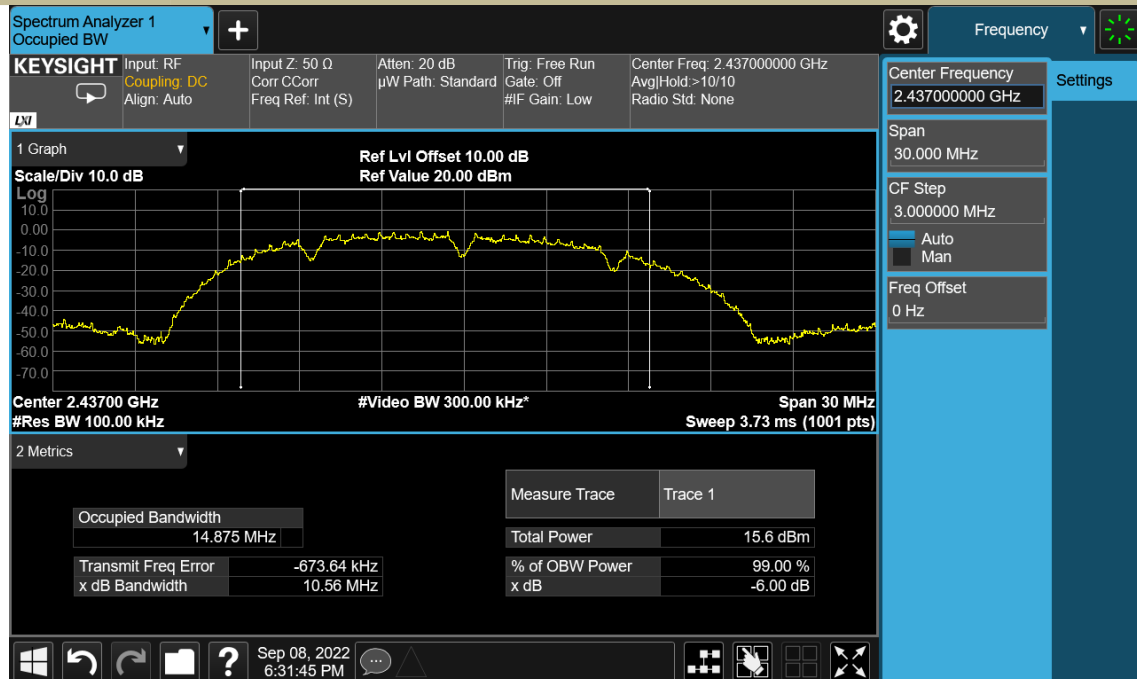 Spectrum Analyzer 1
Occupied BW
+
Frequency
KEYSIGHT
LXI
Input: RF
Coupling: DC
Align: Auto
Input Z: 50 Ω
Corr CCorr
Freq Ref: Int (S)
Atten: 20 dB
µW Path: Standard
Trig: Free Run
Gate: Off
#IF Gain: Low
Center Freq: 2.437000000 GHz
Avg|Hold:>10/10
Radio Std: None
Center Frequency
2.437000000 GHz
Settings
Span
30.000 MHz
CF Step
3.000000 MHz
Auto
Man
Freq Offset
0 Hz
1 Graph
Scale/Div 10.0 dB
Ref Lvl Offset 10.00 dB
Ref Value 20.00 dBm
Log
10.0
0.00
-10.0
-20.0
-30.0
-40.0
-50.0
-60.0
-70.0
Center 2.43700 GHz
#Res BW 100.00 kHz
#Video BW 300.00 kHz*
Span 30 MHz
Sweep 3.73 ms (1001 pts)
2 Metrics
Measure Trace Trace 1
Occupied Bandwidth
14.875 MHz
Total Power 15.6 dBm
Transmit Freq Error -673.64 kHz
% of OBW Power 99.00 %
x dB Bandwidth 10.56 MHz
x dB -6.00 dB
?
Sep 08, 2022
6:31:45 PM